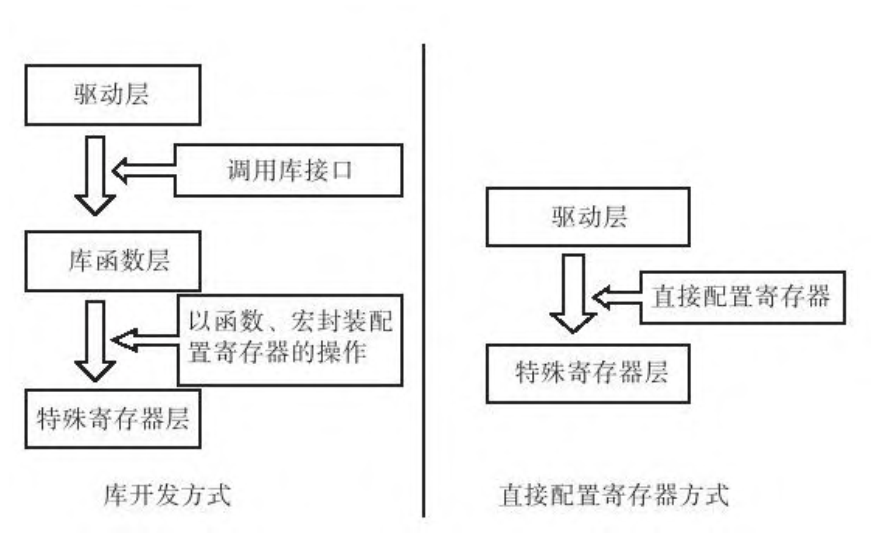 驱动层
调用库接口
库函数层
以函数、宏封装配
置寄存器的操作
特殊寄存器层
库开发方式
驱动层
直接配置寄存器
特殊寄存器层
直接配置寄存器方式